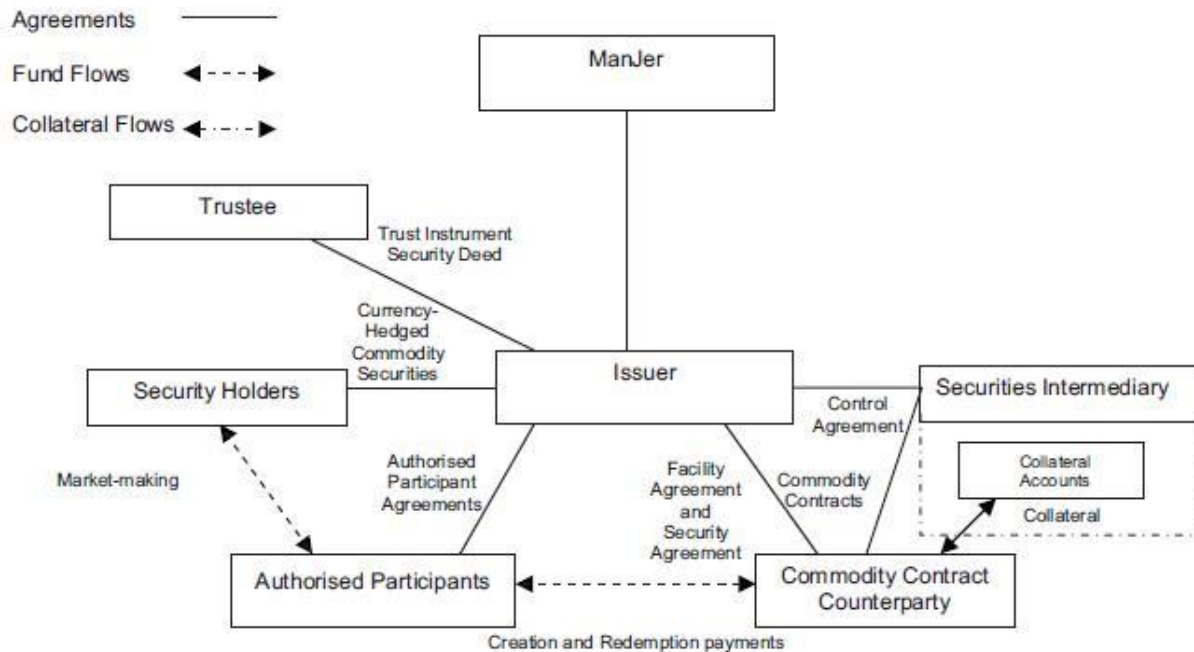 Agreements
Fund Flows
Collateral Flows
ManJer
Trustee
Trust Instrument
Security Deed
Currency-
Hedged
Commodity
Securities
Issuer
Security Holders
Securities Intermediary
Control
Agreement
Market-making
Authorised
Participant
Agreements
Facility
Agreement
and
Security
Agreement
Commodity
Contracts
Collateral
Accounts
Collateral
Authorised Participants
Commodity Contract
Counterparty
Creation and Redemption payments